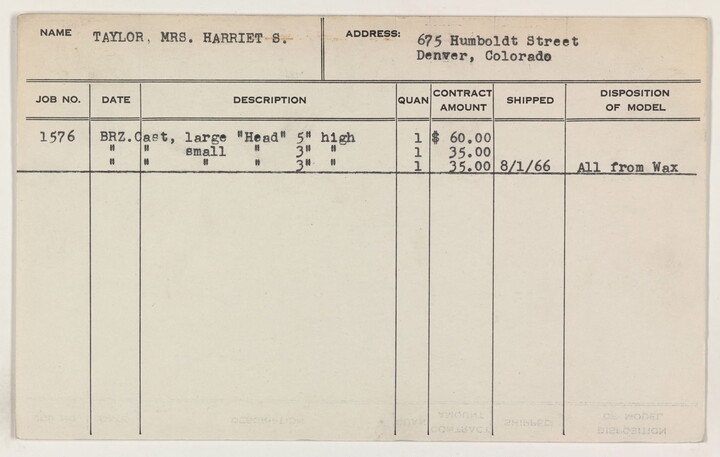 NAME TAYLOR, MRS. HARRIET S. ADDRESS: 675 Humboldt Street
Denver, Colorado
JOB NO. DATE DESCRIPTION QUAN CONTRACT AMOUNT SHIPPED DISPOSITION OF MODEL
1576 BRZ.Cast, large "Head" 5" high 1 $ 60.00
" " small " 3" " 1 35.00
" " " " 3" " 1 35.00 8/1/66 All from Wax